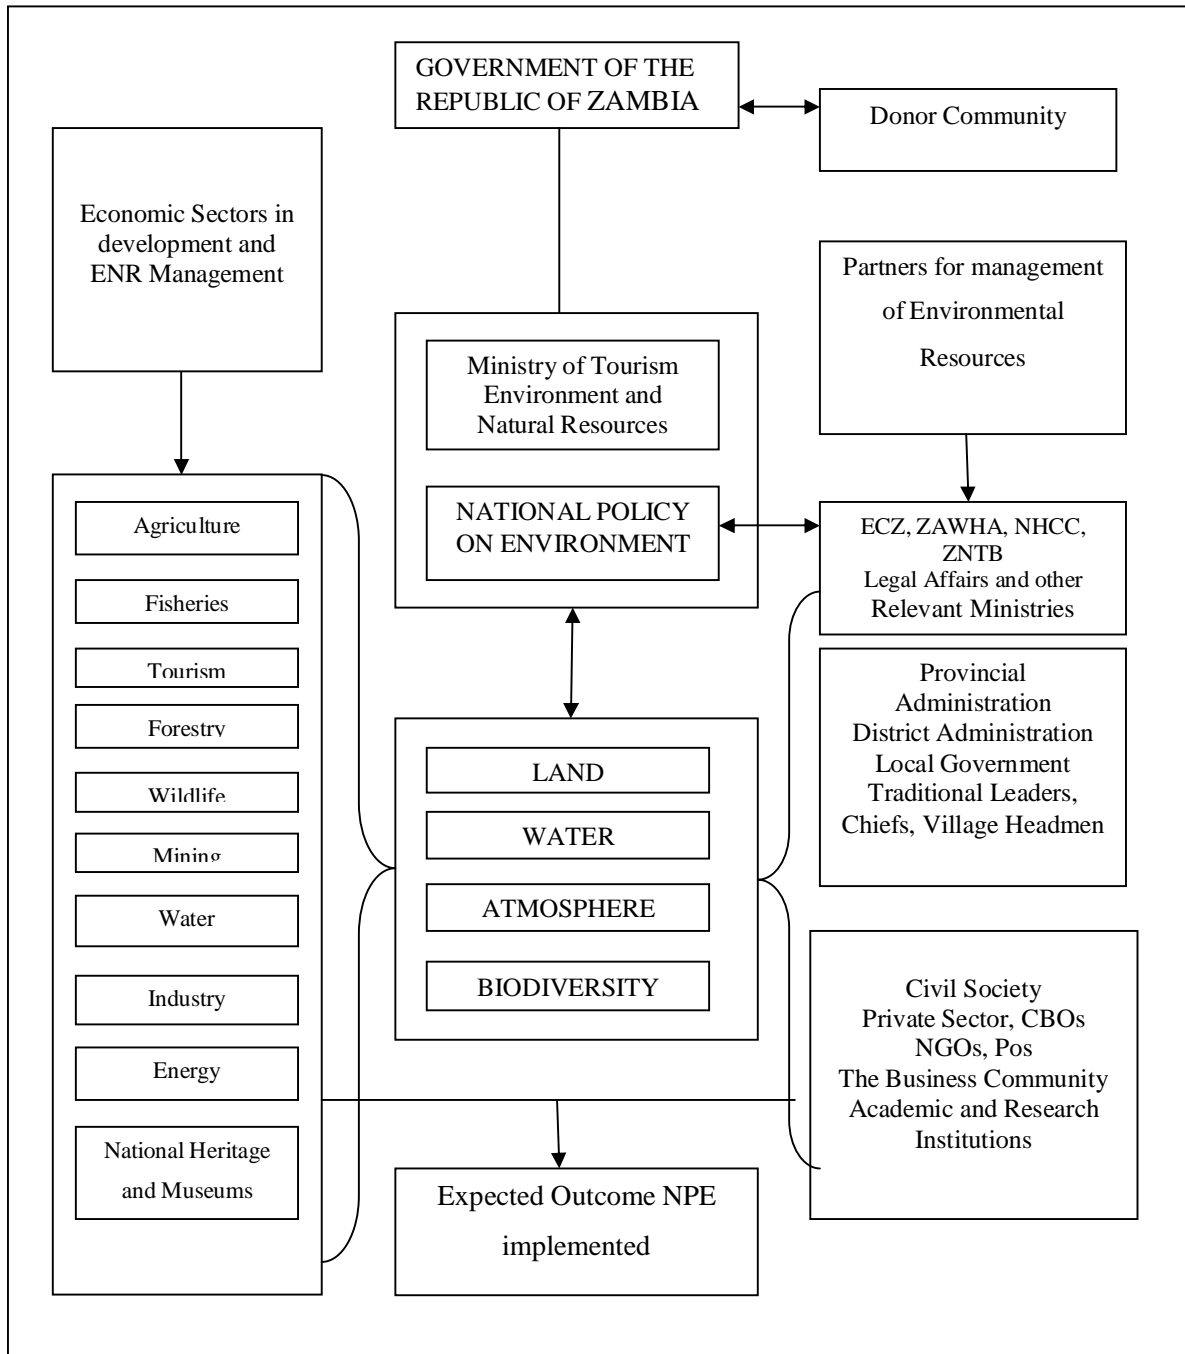 GOVERNMENT OF THE
REPUBLIC OF ZAMBIA
Donor Community
Economic Sectors in
development and
ENR Management
Partners for management
of Environmental
Resources
Ministry of Tourism
Environment and
Natural Resources
NATIONAL POLICY
ON ENVIRONMENT
ECZ, ZAWHA, NHCC,
ZNTB
Legal Affairs and other
Relevant Ministries
Agriculture
Fisheries
Tourism
Forestry
Wildlife
Mining
Water
Industry
Energy
National Heritage
and Museums
LAND
WATER
ATMOSPHERE
BIODIVERSITY
Provincial
Administration
District Administration
Local Government
Traditional Leaders,
Chiefs, Village Headmen
Civil Society
Private Sector, CBOs
NGOs, Pos
The Business Community
Academic and Research
Institutions
Expected Outcome NPE
implemented